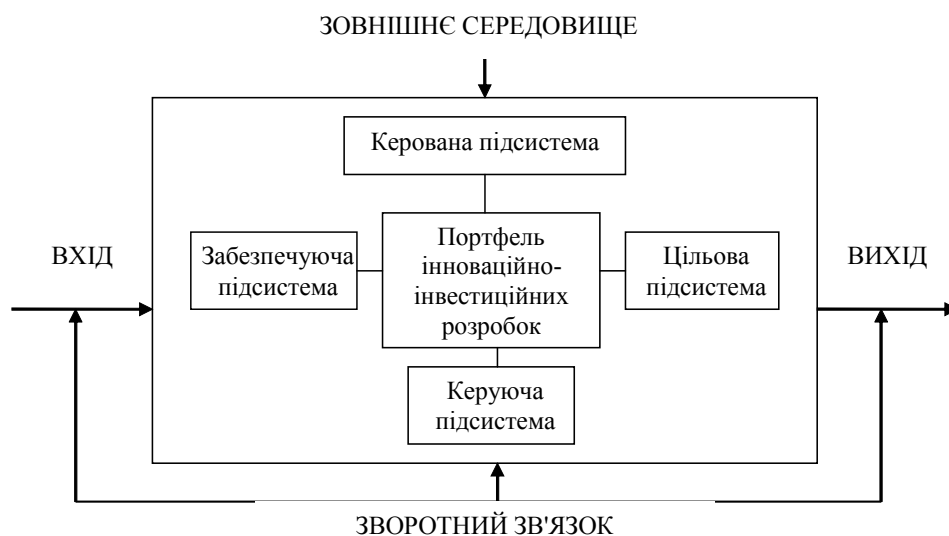 ЗОВНІШНЄ СЕРЕДОВИЩЕ
Керована підсистема
ВХІД
Забезпечуюча
підсистема
Портфель
інноваційно-
інвестиційних
розробок
Цільова
підсистема
ВИХІД
Керуюча
підсистема
ЗВОРОТНИЙ ЗВ'ЯЗОК